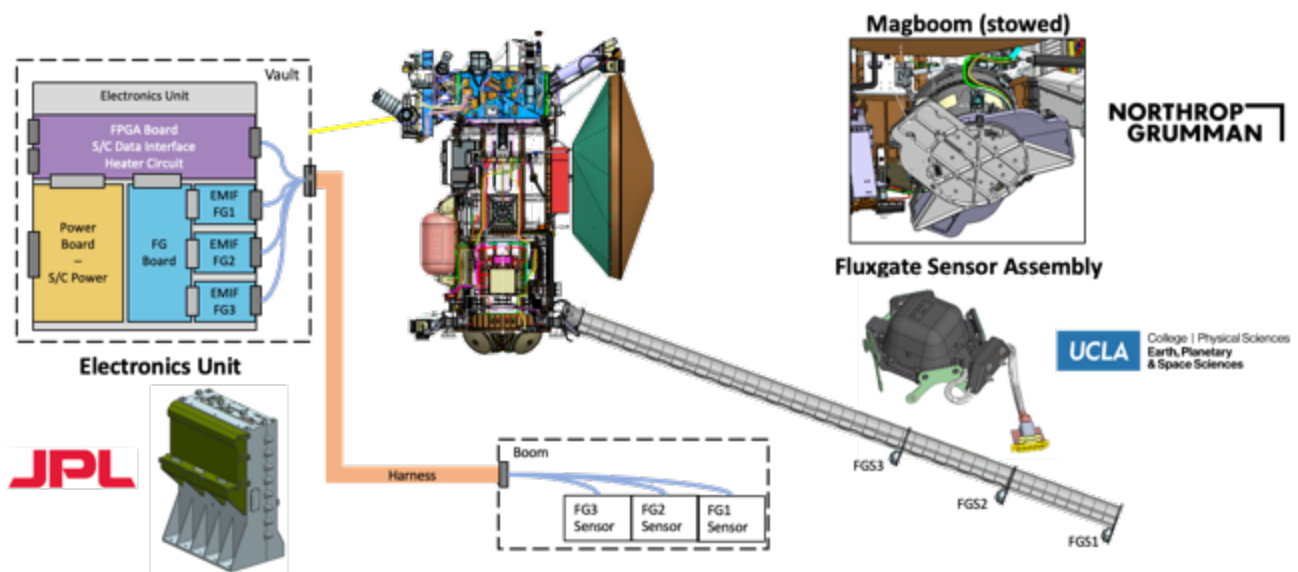 Vault
Electronics Unit
FPGA Board
S/C Data Interface
Heater Circuit
Power
Board
–
S/C Power
FG
Board
EMIF
FG1
EMIF
FG2
EMIF
FG3
Electronics Unit
JPL
Harness
Boom
FG3
Sensor
FG2
Sensor
FG1
Sensor
Magboom (stowed)
NORTHROP
GRUMMAN
Fluxgate Sensor Assembly
UCLA
College | Physical Sciences
Earth, Planetary
& Space Sciences
FGS3
FGS2
FGS1